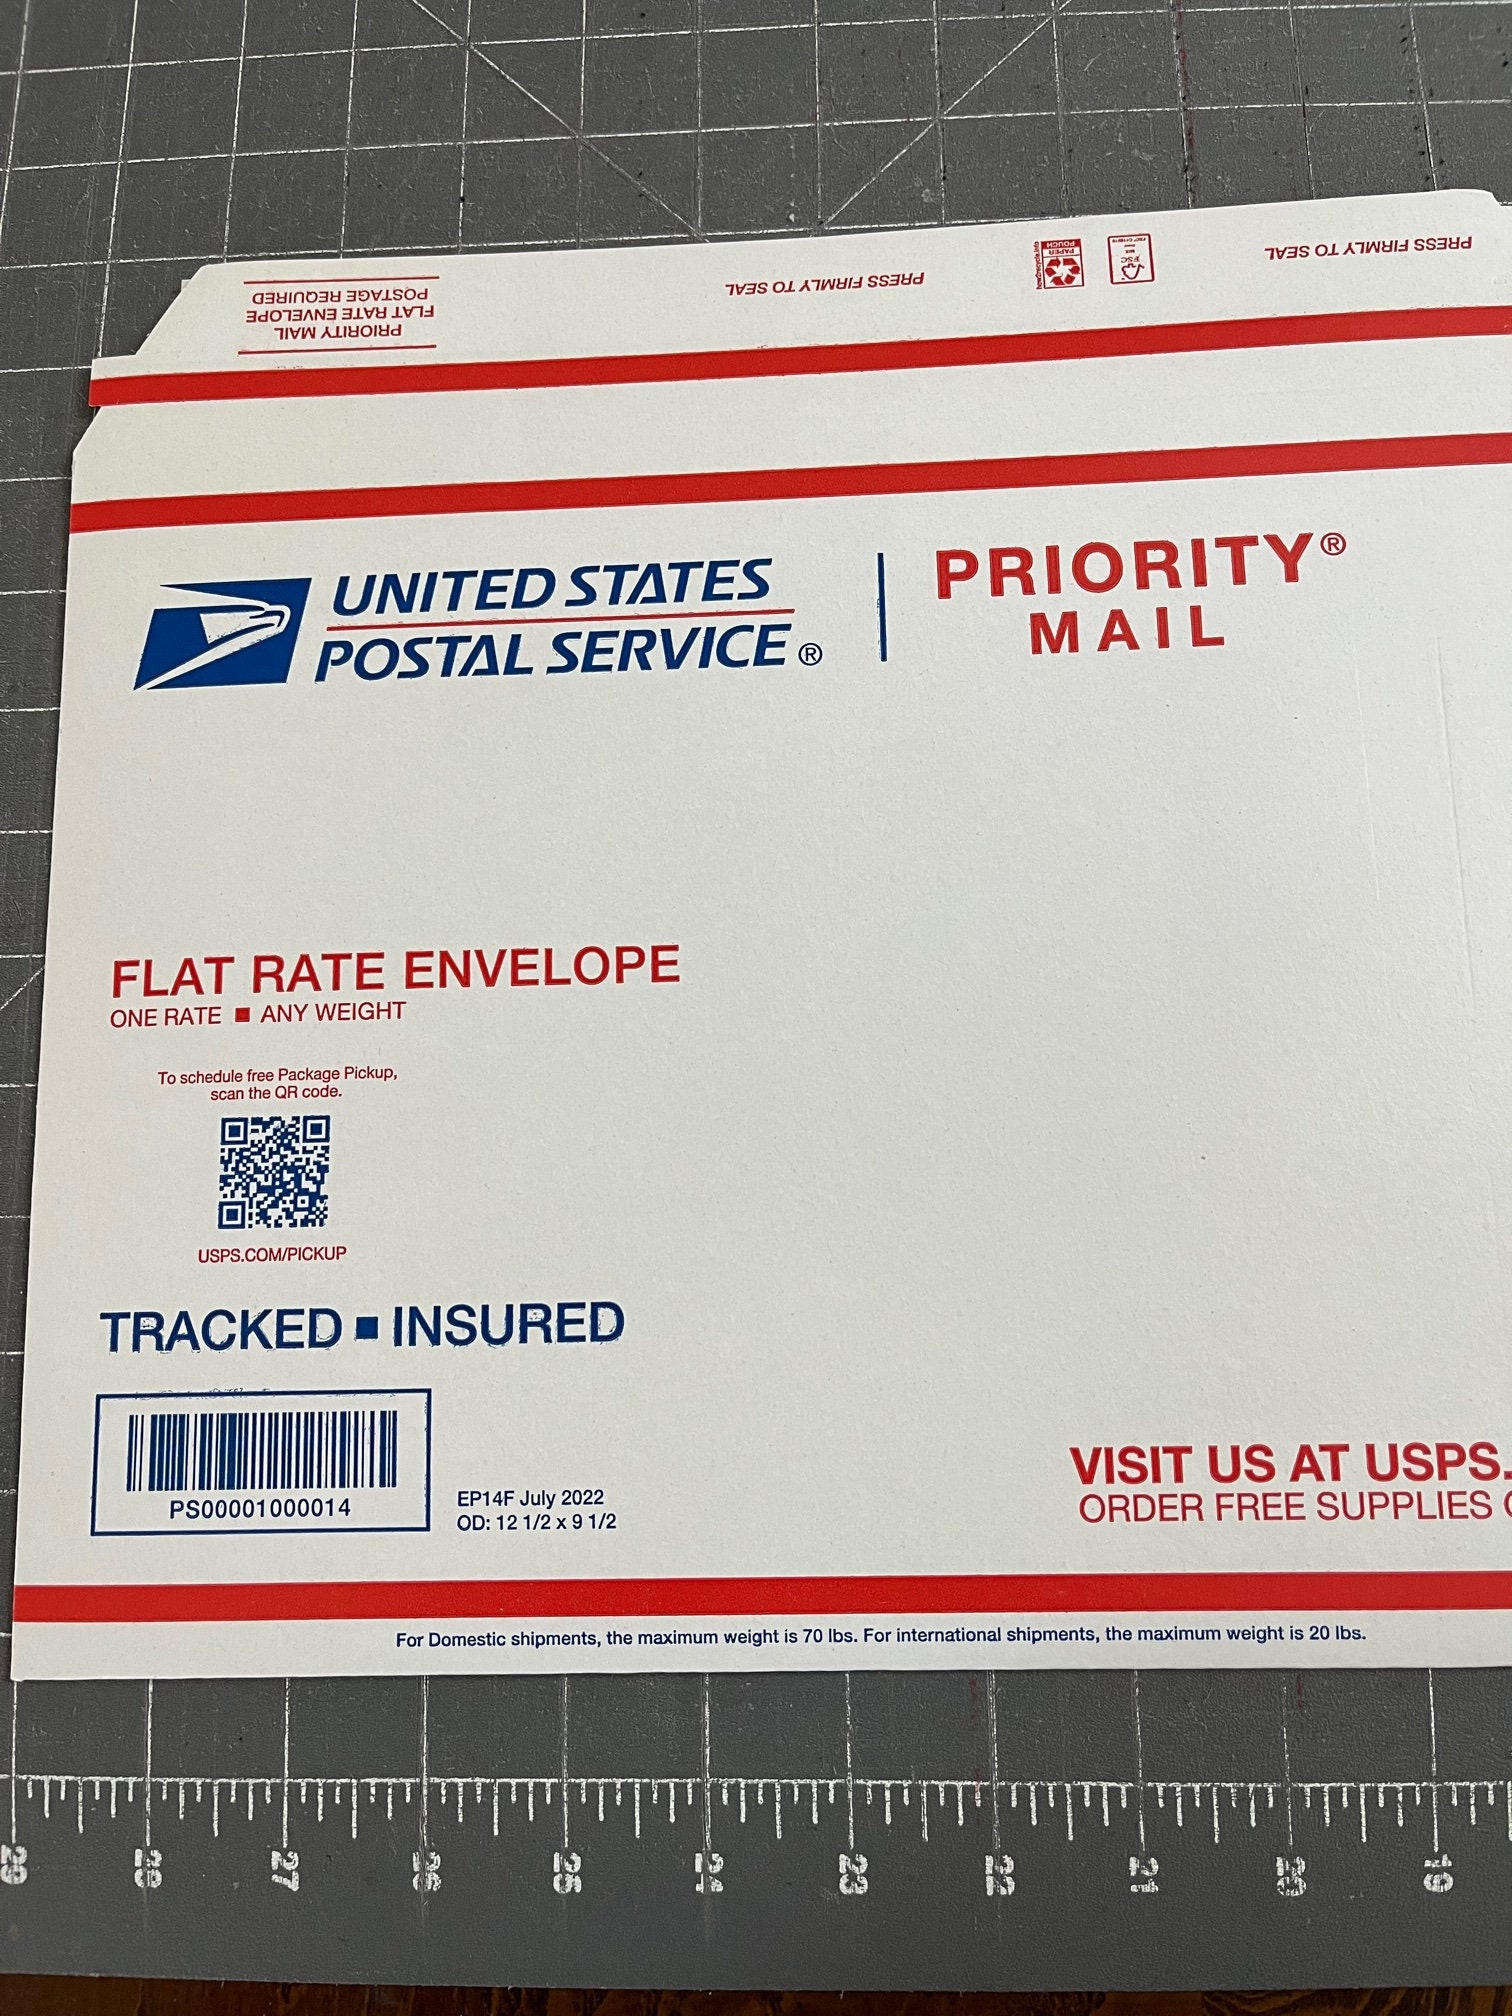 PRIORITY MAIL
FLAT RATE ENVELOPE
POSTAGE REQUIRED
PRESS FIRMLY TO SEAL
PAPER
POUCH
FSC
PRESS FIRMLY TO SEAL
UNITED STATES
POSTAL SERVICE®
PRIORITY®
MAIL
FLAT RATE ENVELOPE
ONE RATE ■ ANY WEIGHT
To schedule free Package Pickup,
scan the QR code.
USPS.COM/PICKUP
TRACKED ■ INSURED
PS00001000014
EP14F July 2022
OD: 12 1/2 x 9 1/2
VISIT US AT USPS.
ORDER FREE SUPPLIES
For Domestic shipments, the maximum weight is 70 lbs. For international shipments, the maximum weight is 20 lbs.
29 28 27 26 25 24 23 22 21 20 19